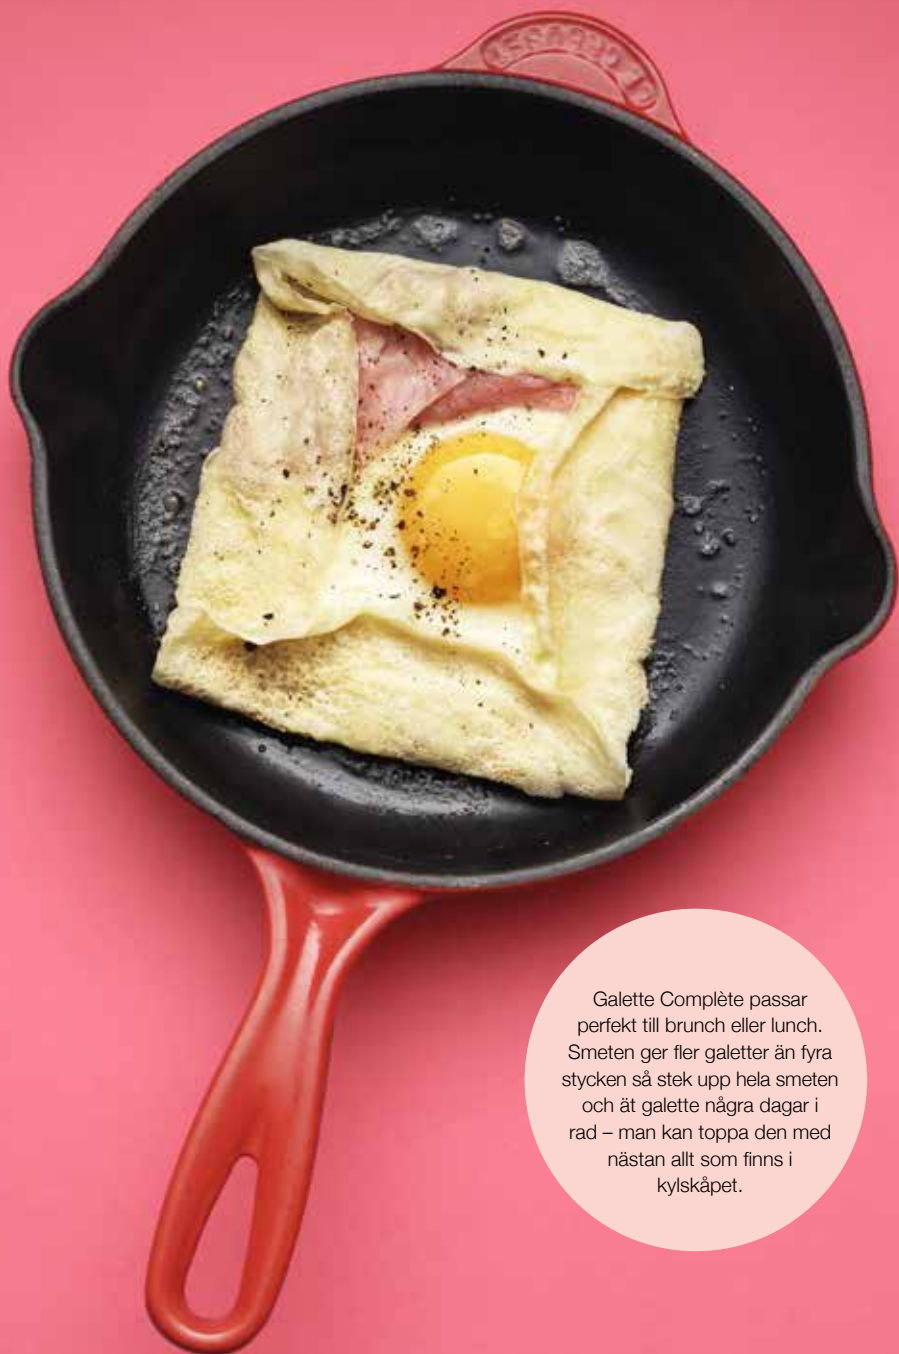 Galette Complète passar
perfekt till brunch eller lunch.
Smeten ger fler galetter än fyra
stycken så stek upp hela smeten
och ät galette några dagar i
rad – man kan toppa den med
nästan allt som finns i
kylskåpet.